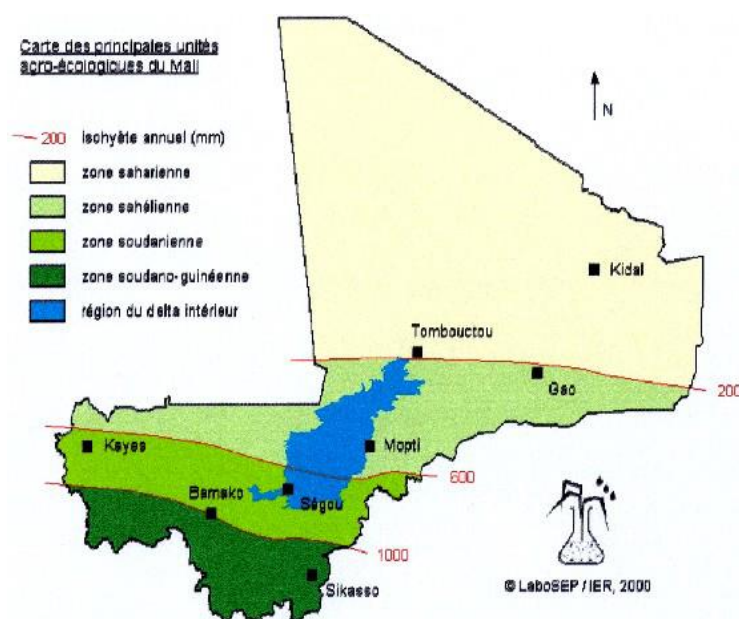 Carte des principales unités
agro-écologiques du Mali
N
200 isohyète annuel (mm)
zone saharienne
zone sahélienne
zone soudanienne
zone soudano-guinéenne
région du delta intérieur
Kidal
Tombouctou
Gao
200
Kayes
Mopti
600
Bamako
Ségou
1000
Sikasso
© LaboSEP / IER, 2000